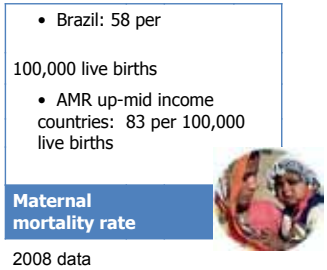 • Brazil: 58 per
100,000 live births
• AMR up-mid income
countries:  83 per 100,000
live births
Maternal
mortality rate
2008 data